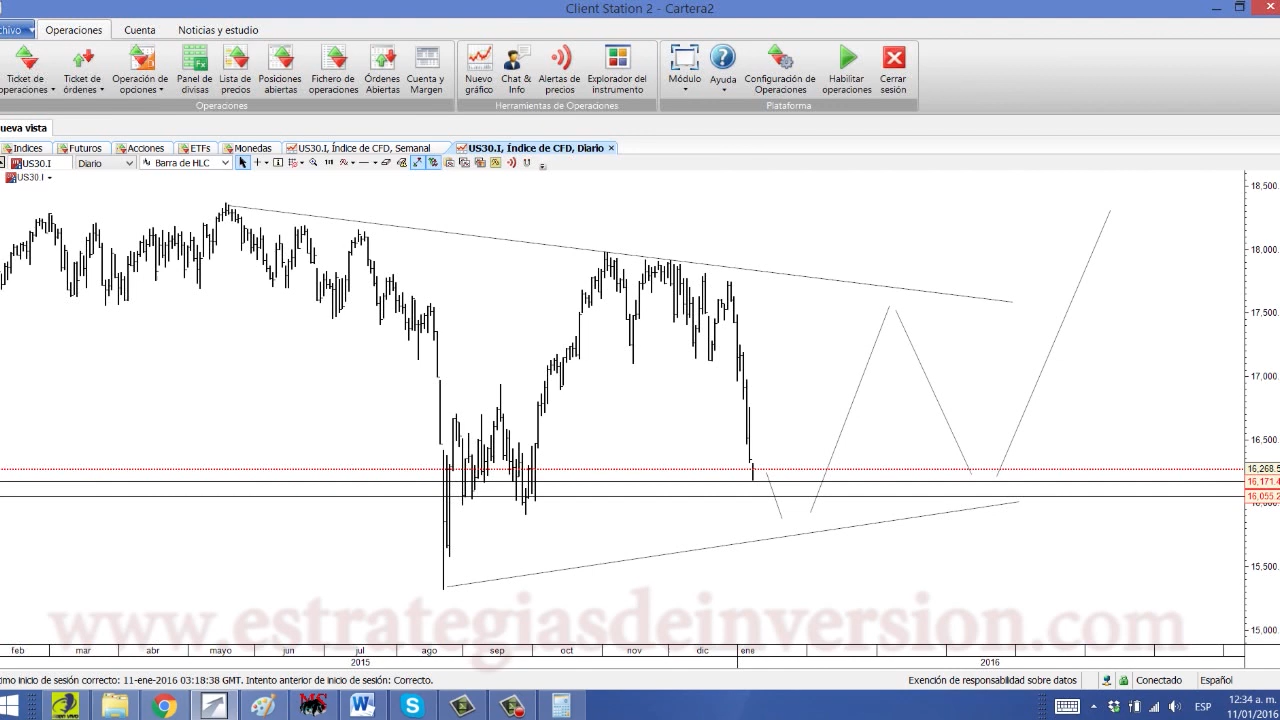 Client Station 2 - Cartera2
chivo Operaciones Cuenta Noticias y estudio
Ticket de operaciones
Ticket de órdenes
Operación de opciones
Panel de divisas
Lista de precios
Posiciones abiertas
Fichero de operaciones
Órdenes Abiertas
Cuenta y Margen
Nuevo gráfico
Chat & Info
Alertas de precios
Explorador del instrumento
Módulo
Ayuda
Configuración de Operaciones
Habilitar operaciones
Cerrar sesión
Operaciones Herramientas de Operaciones Plataforma
ueva vista
Indices Futuros Acciones ETFs Monedas US30.I, Índice de CFD, Semanal US30.I, Índice de CFD, Diario
US30.I Diario Barra de HLC
US30.I
18,500.
18,000.
17,500.
17,000.
16,500.
16,268.5
16,171.4
16,055.2
15,500.
15,000.
www.estrategiasdeinversion.com
feb mar abr mayo jun jul ago sep oct nov dic ene
2015 2016
timo inicio de sesión correcto: 11-ene-2016 03:18:38 GMT. Intento anterior de inicio de sesión: Correcto. Exención de responsabilidad sobre datos Conectado Español
ESP 12:34 a. m.
11/01/2016